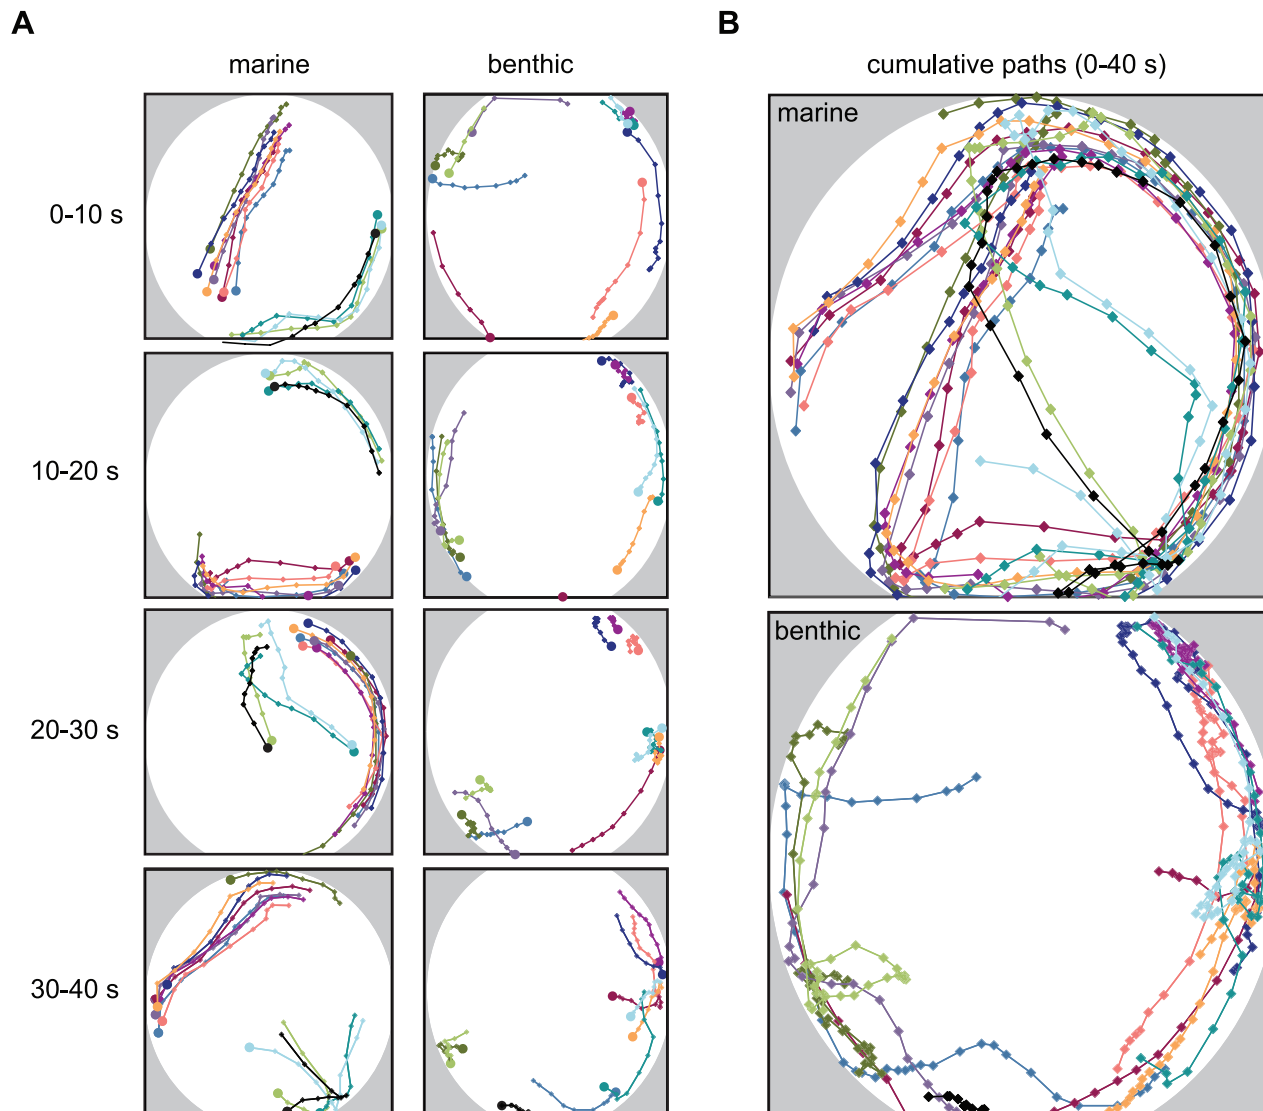 A
B
marine
benthic
cumulative paths (0-40 s)
marine
0-10 s
10-20 s
benthic
20-30 s
30-40 s